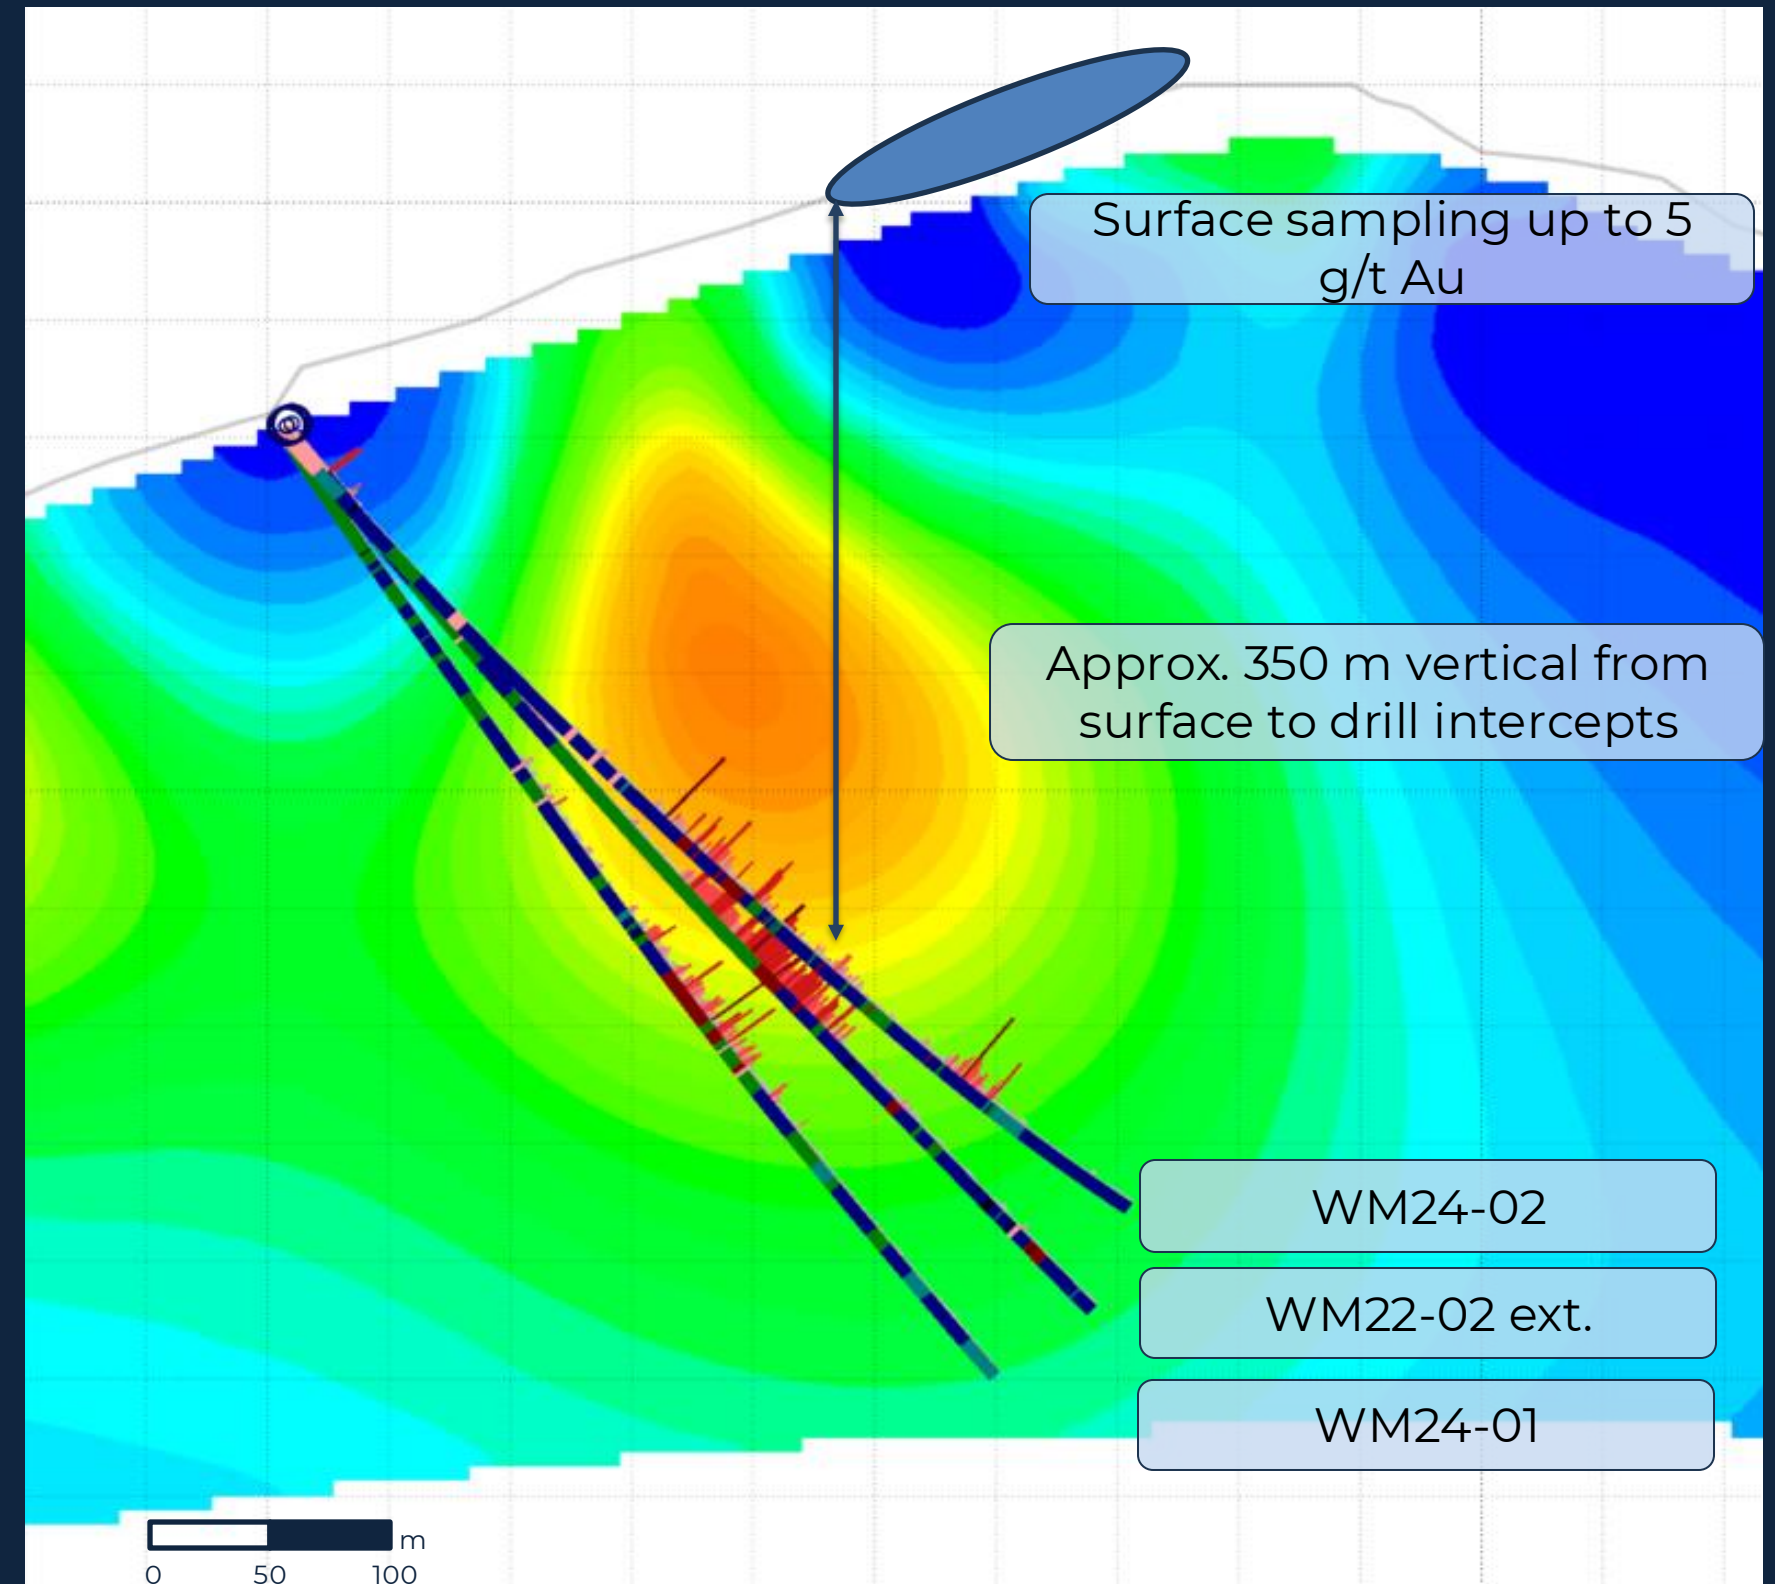 Surface sampling up to 5
g/t Au
Approx. 350 m vertical from
surface to drill intercepts
WM24-02
WM22-02 ext.
WM24-01
m
0 50 100